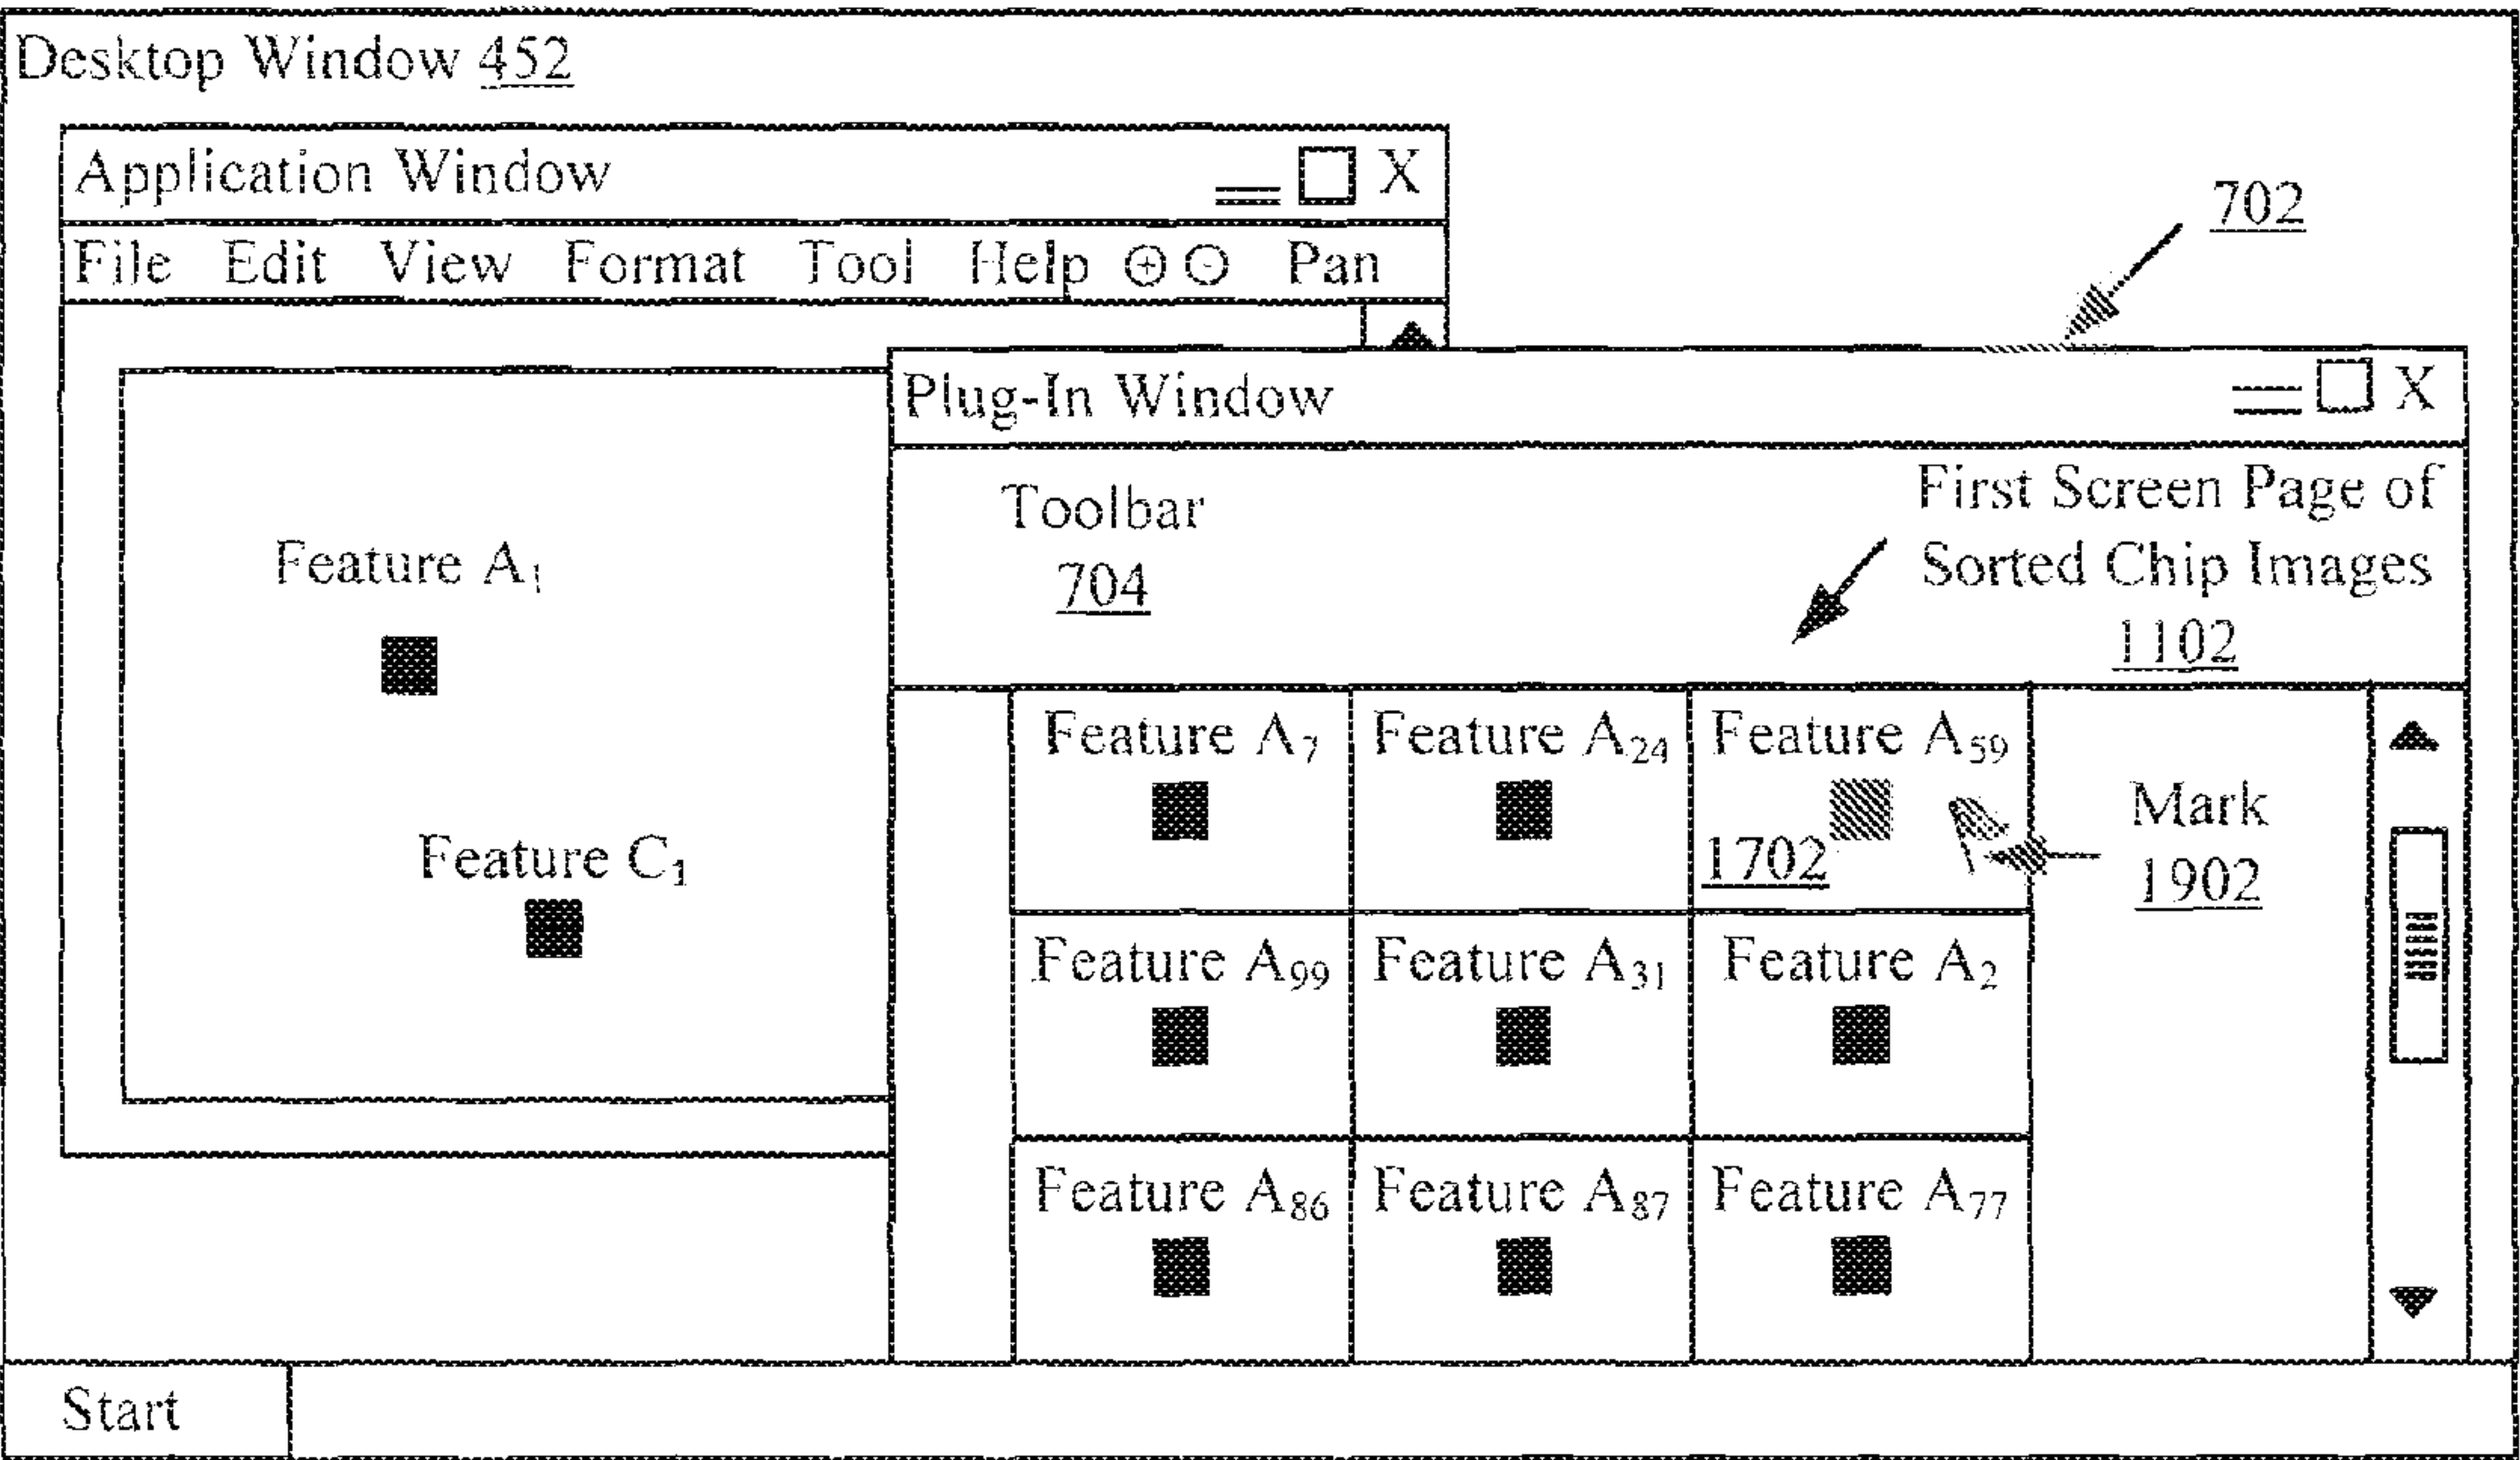 Desktop Window 452
Application Window X
File Edit View Format Tool Help + - Pan
702
Plug-In Window X
Toolbar
704
First Screen Page of
Sorted Chip Images
1102
Feature A1
Feature C1
Feature A7 Feature A24 Feature A59
1702
Mark
1902
Feature A99 Feature A31 Feature A2
Feature A86 Feature A87 Feature A77
Start